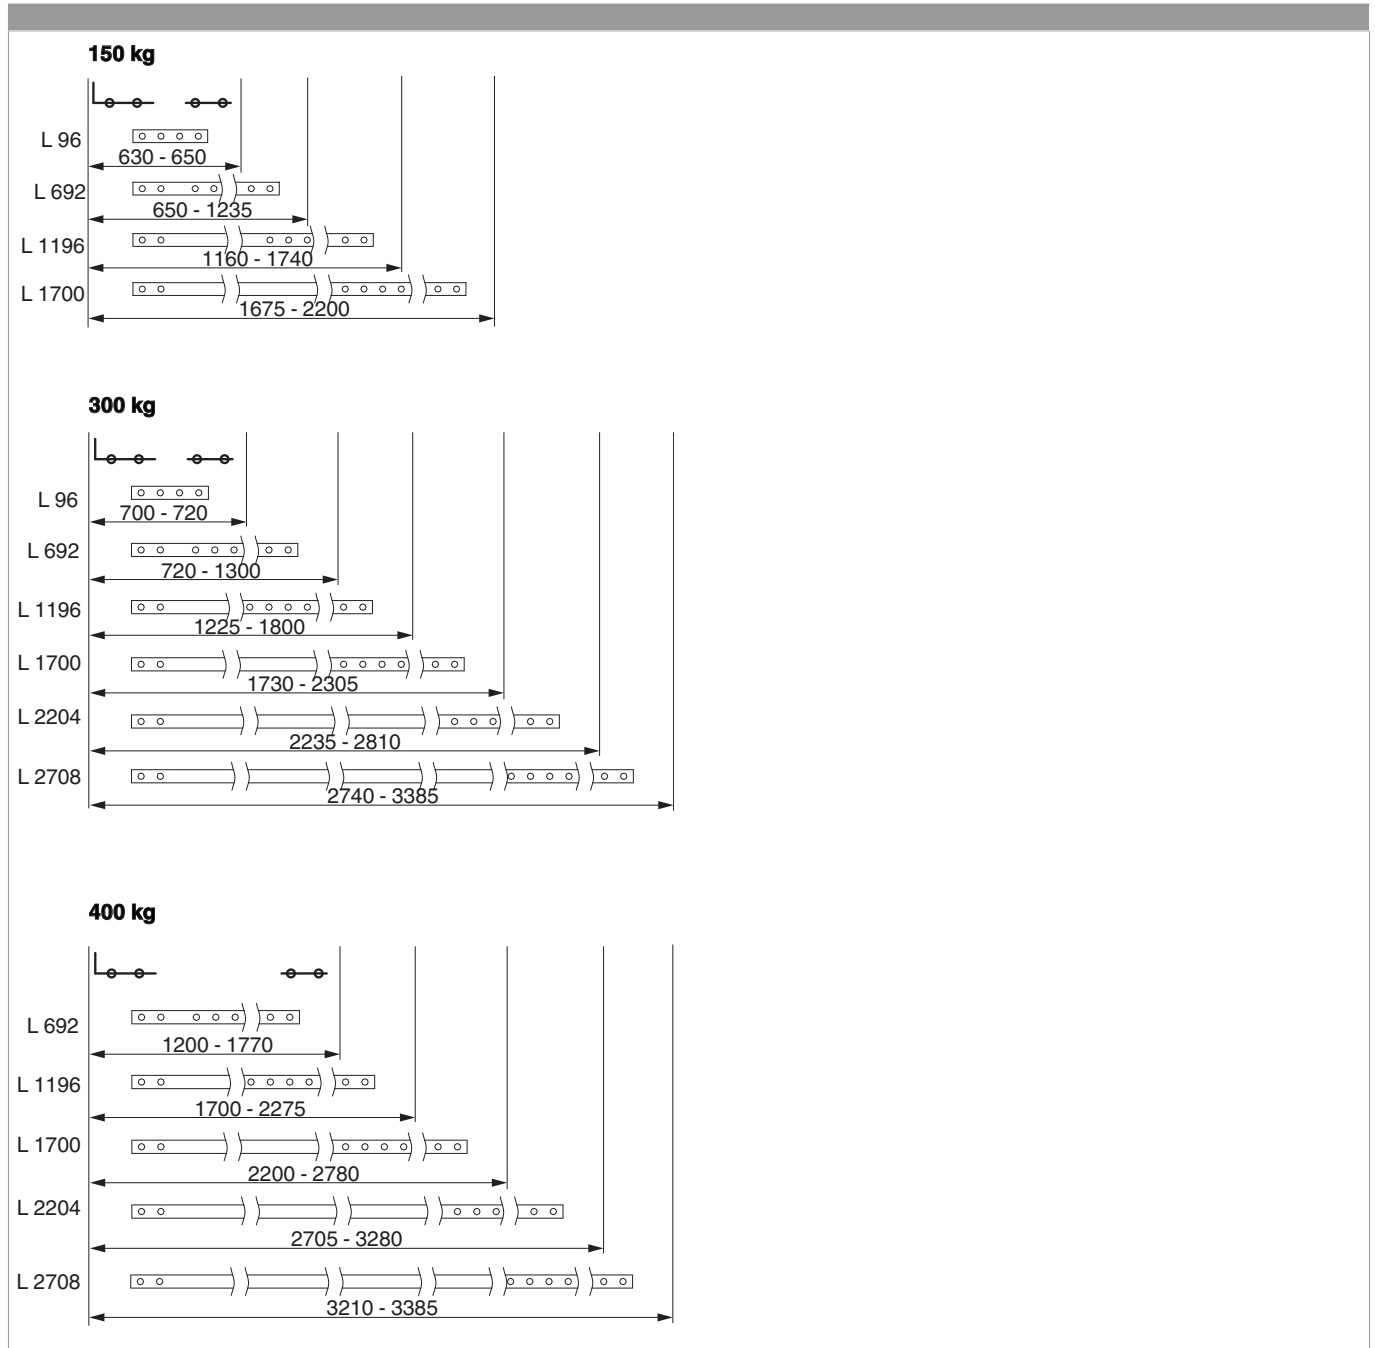 150 kg
L 96
630 - 650
L 692
650 - 1235
L 1196
1160 - 1740
L 1700
1675 - 2200
300 kg
L 96
700 - 720
L 692
720 - 1300
L 1196
1225 - 1800
L 1700
1730 - 2305
L 2204
2235 - 2810
L 2708
2740 - 3385
400 kg
L 692
1200 - 1770
L 1196
1700 - 2275
L 1700
2200 - 2780
L 2204
2705 - 3280
L 2708
3210 - 3385